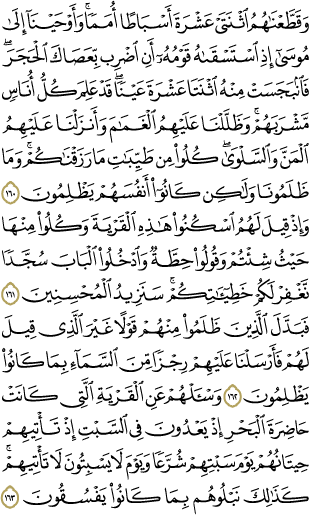 وَقَطَّعْنَٰهُمُ ٱثْنَتَىْ عَشْرَةَ أَسْبَاطًا أُمَمًا ۚ وَأَوْحَيْنَآ إِلَىٰ
مُوسَىٰٓ إِذِ ٱسْتَسْقَىٰهُ قَوْمُهُۥٓ أَنِ ٱضْرِب بِّعَصَاكَ ٱلْحَجَرَ ۖ
فَٱنۢبَجَسَتْ مِنْهُ ٱثْنَتَا عَشْرَةَ عَيْنًا ۖ قَدْ عَلِمَ كُلُّ أُنَاسٍ
مَّشْرَبَهُمْ ۚ وَظَلَّلْنَا عَلَيْهِمُ ٱلْغَمَٰمَ وَأَنزَلْنَا عَلَيْهِمُ
ٱلْمَنَّ وَٱلسَّلْوَىٰ ۖ كُلُوا۟ مِن طَيِّبَٰتِ مَا رَزَقْنَٰكُمْ ۚ وَمَا
ظَلَمُونَا وَلَٰكِن كَانُوٓا۟ أَنفُسَهُمْ يَظْلِمُونَ ١٦٠
وَإِذْ قِيلَ لَهُمُ ٱسْكُنُوا۟ هَٰذِهِ ٱلْقَرْيَةَ وَكُلُوا۟ مِنْهَا
حَيْثُ شِئْتُمْ وَقُولُوا۟ حِطَّةٌ وَٱدْخُلُوا۟ ٱلْبَابَ سُجَّدًا
نَّغْفِرْ لَكُمْ خَطِيٓـَٰٔتِكُمْ ۚ سَنَزِيدُ ٱلْمُحْسِنِينَ ١٦١
فَبَدَّلَ ٱلَّذِينَ ظَلَمُوا۟ مِنْهُمْ قَوْلًا غَيْرَ ٱلَّذِى قِيلَ
لَهُمْ فَأَرْسَلْنَا عَلَيْهِمْ رِجْزًا مِّنَ ٱلسَّمَآءِ بِمَا كَانُوا۟
يَظْلِمُونَ ١٦٢ وَسْـَٔلْهُمْ عَنِ ٱلْقَرْيَةِ ٱلَّتِى كَانَتْ
حَاضِرَةَ ٱلْبَحْرِ إِذْ يَعْدُونَ فِى ٱلسَّبْتِ إِذْ تَأْتِيهِمْ
حِيتَانُهُمْ يَوْمَ سَبْتِهِمْ شُرَّعًا وَيَوْمَ لَا يَسْبِتُونَ ۙ لَا تَأْتِيهِمْ ۚ
كَذَٰلِكَ نَبْلُوهُم بِمَا كَانُوا۟ يَفْسُقُونَ ١٦٣